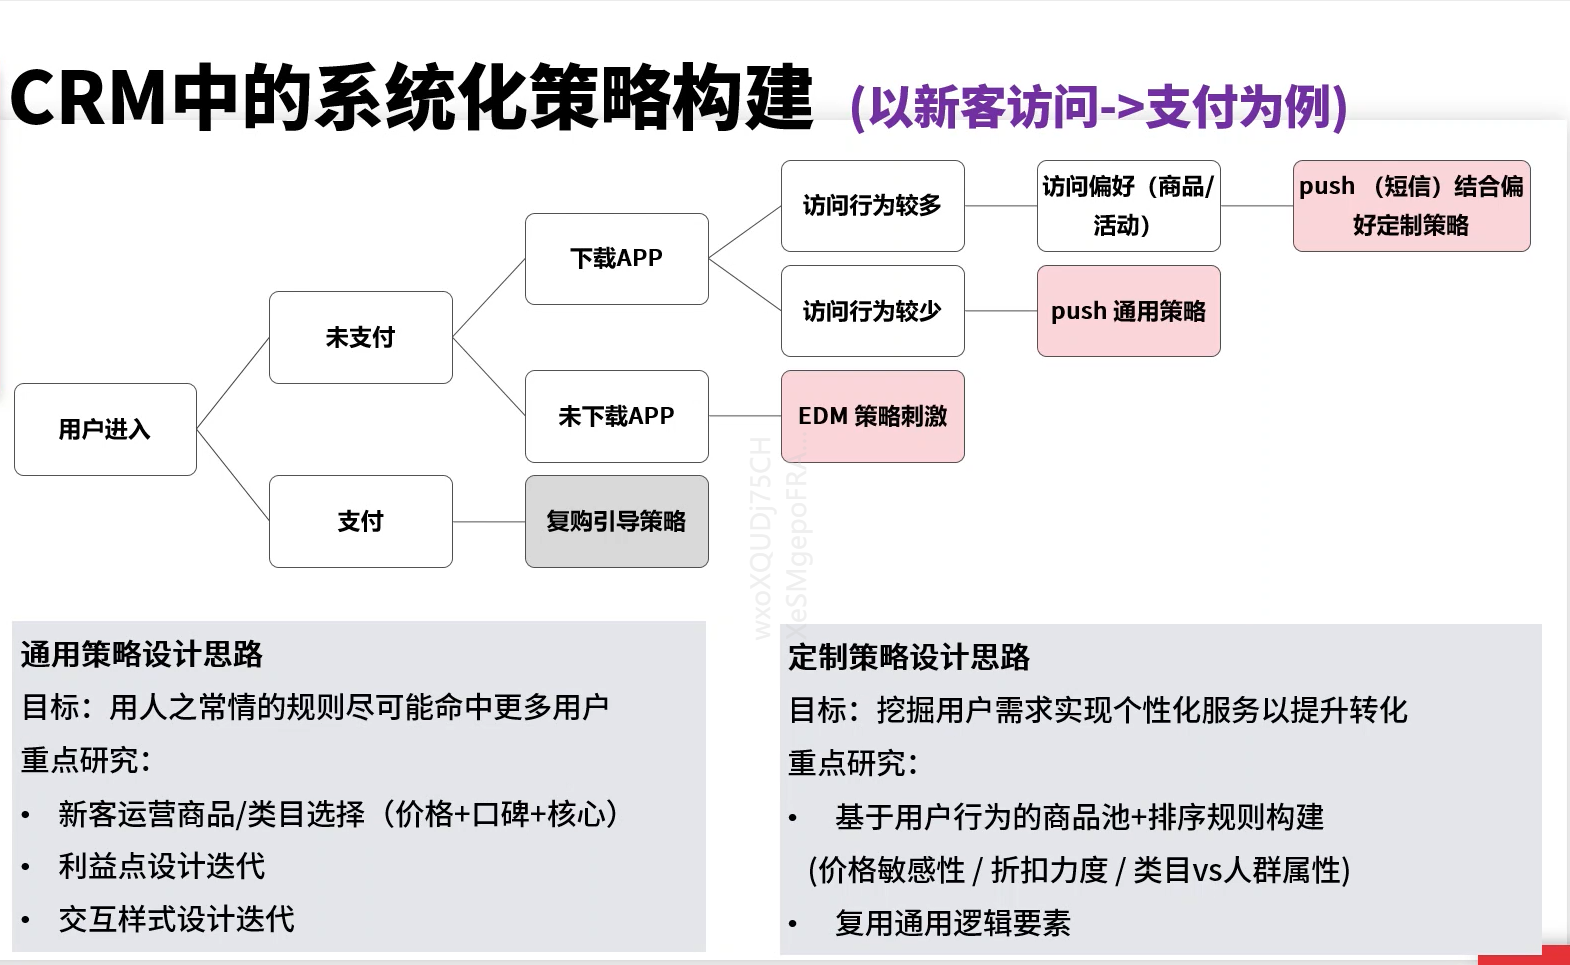 CRM中的系统化策略构建 (以新客访问->支付为例)
访问行为较多
访问偏好（商品/
活动）
push （短信）结合偏
好定制策略
下载APP
访问行为较少
push 通用策略
未支付
未下载APP
EDM 策略刺激
用户进入
支付
复购引导策略
wxoXQUDj75CH
XeSMgepoFRA...
通用策略设计思路
目标：用人之常情的规则尽可能命中更多用户
重点研究：
• 新客运营商品/类目选择（价格+口碑+核心）
• 利益点设计迭代
• 交互样式设计迭代
定制策略设计思路
目标：挖掘用户需求实现个性化服务以提升转化
重点研究：
• 基于用户行为的商品池+排序规则构建
(价格敏感性 / 折扣力度 / 类目vs人群属性)
• 复用通用逻辑要素